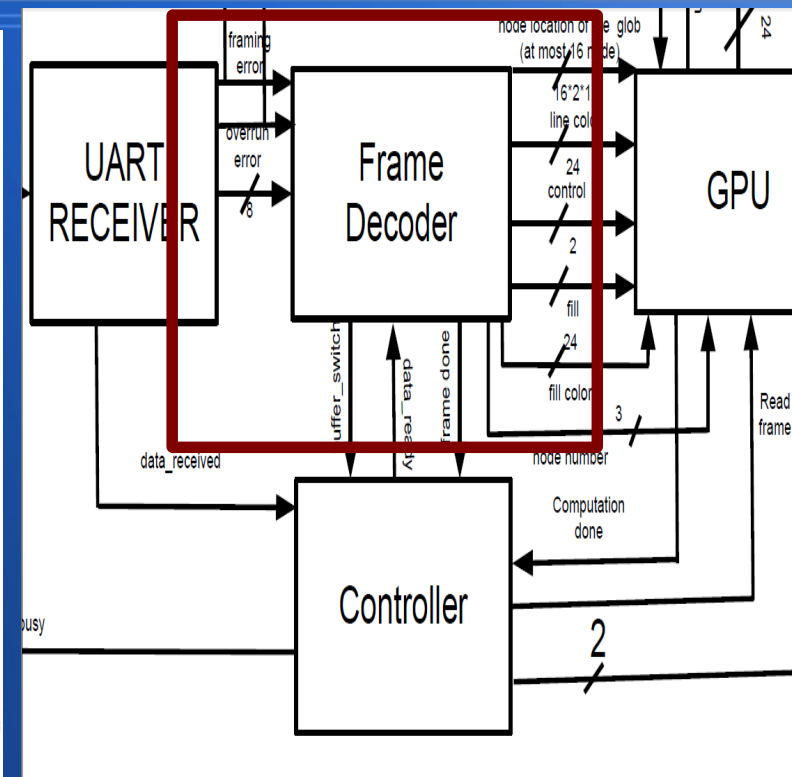 framing
error
overrun
error
8
UART
RECEIVER
Frame
Decoder
GPU
node location of the glob
(at most 16 node)
16*2*1
line colo
24
control
2
fill
24
fill color
3
node number
24
uffer_switch
data_ready
frame done
data_received
Read
frame
Computation
done
Controller
busy
2